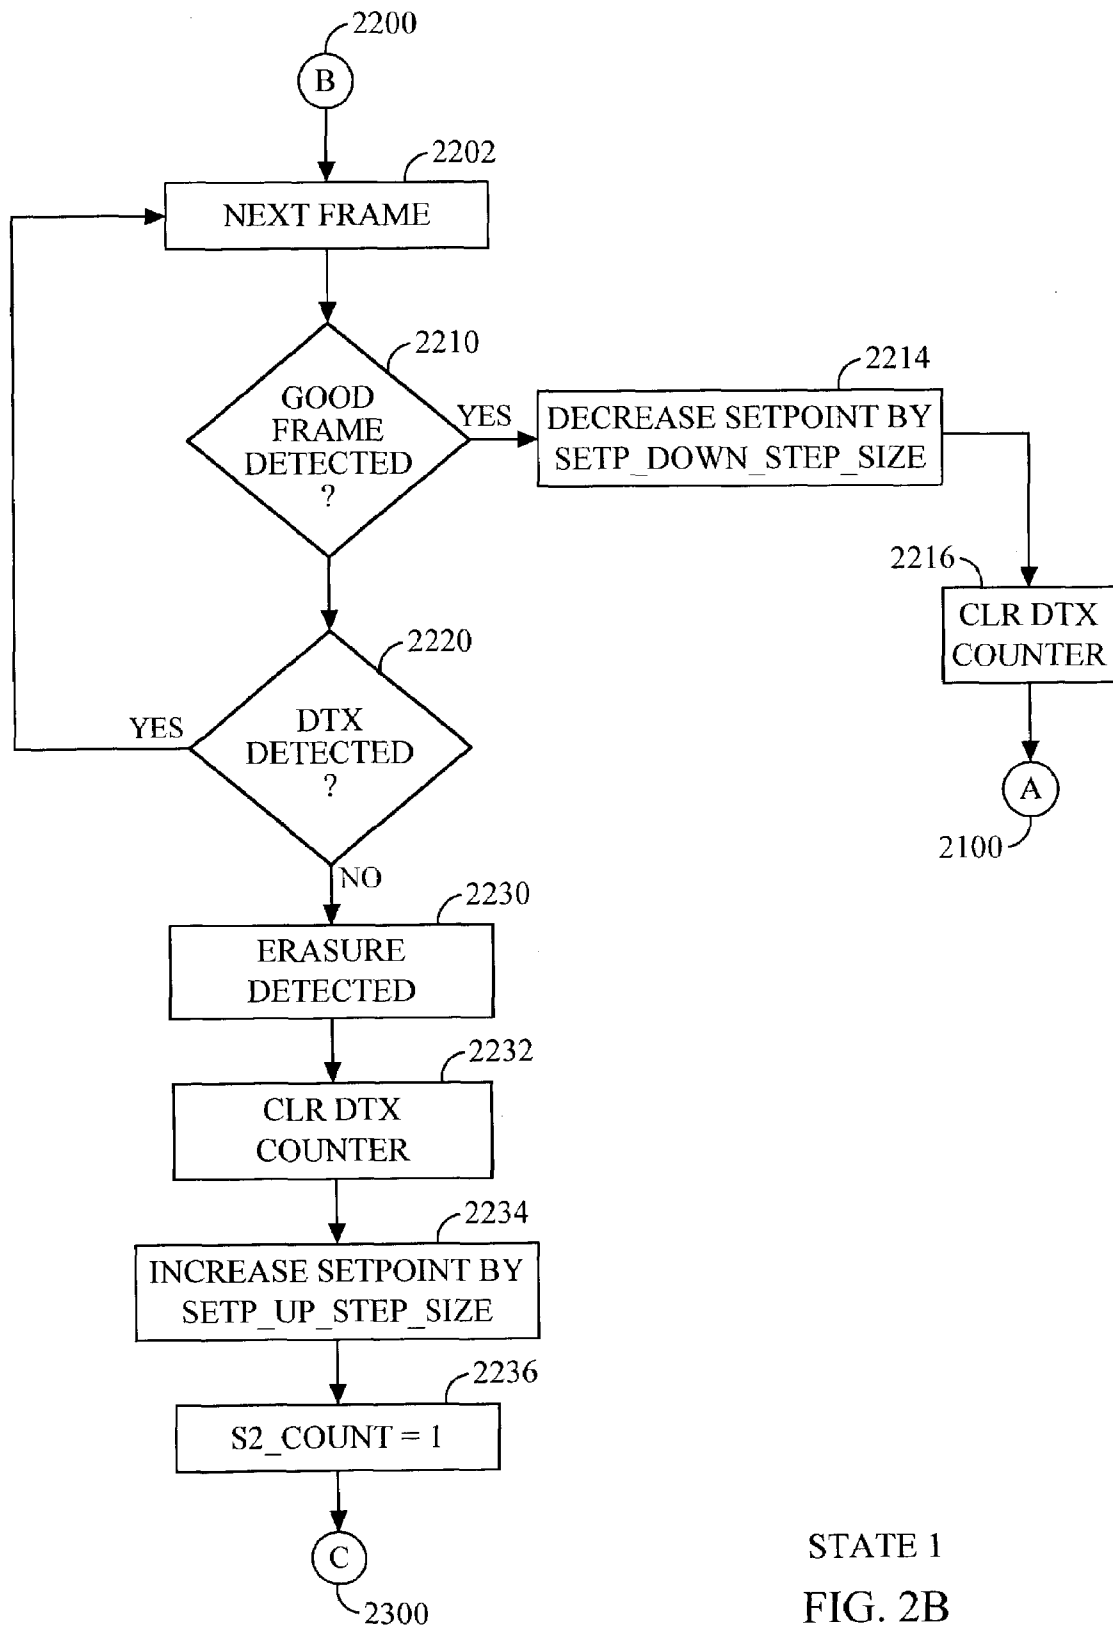 2200
B
2202
NEXT FRAME
2210
GOOD
FRAME
DETECTED
?
YES
2214
DECREASE SETPOINT BY
SETP_DOWN_STEP_SIZE
2216
CLR DTX
COUNTER
A
2100
2220
DTX
DETECTED
?
YES
NO
2230
ERASURE
DETECTED
2232
CLR DTX
COUNTER
2234
INCREASE SETPOINT BY
SETP_UP_STEP_SIZE
2236
S2_COUNT = 1
C
2300
STATE 1
FIG. 2B